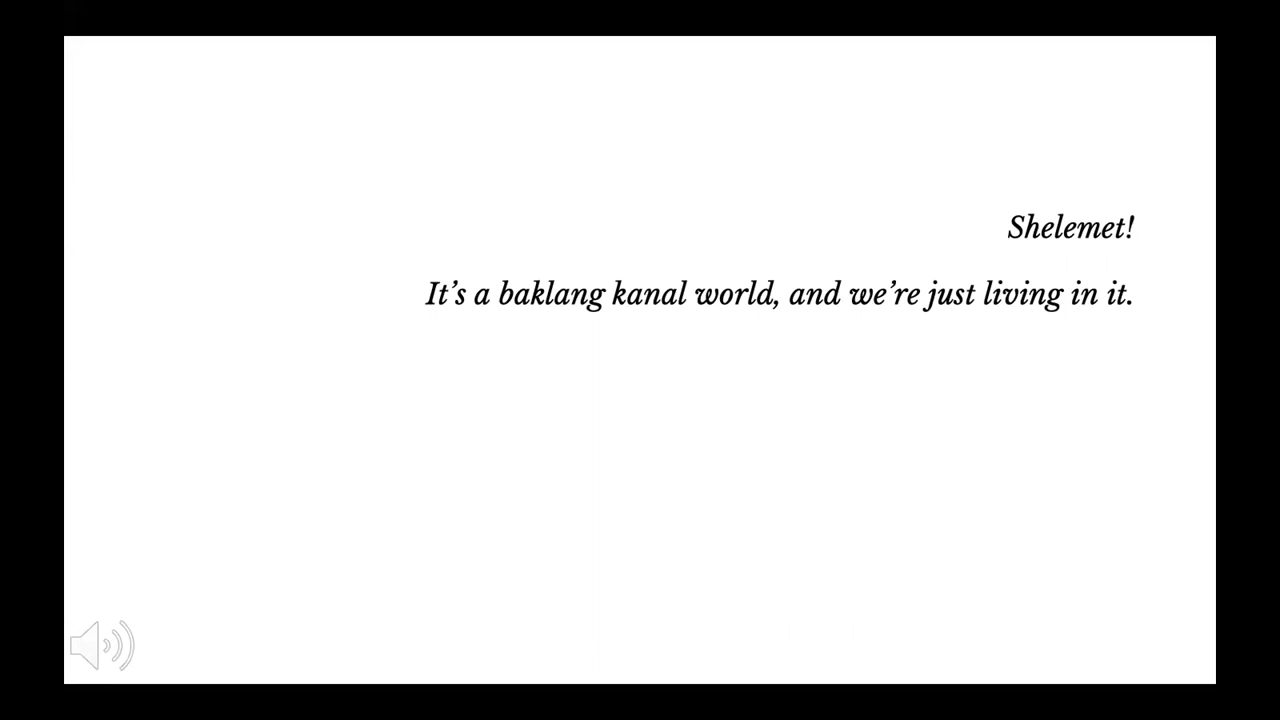 Shelemet!
It’s a baklang kanal world, and we’re just living in it.